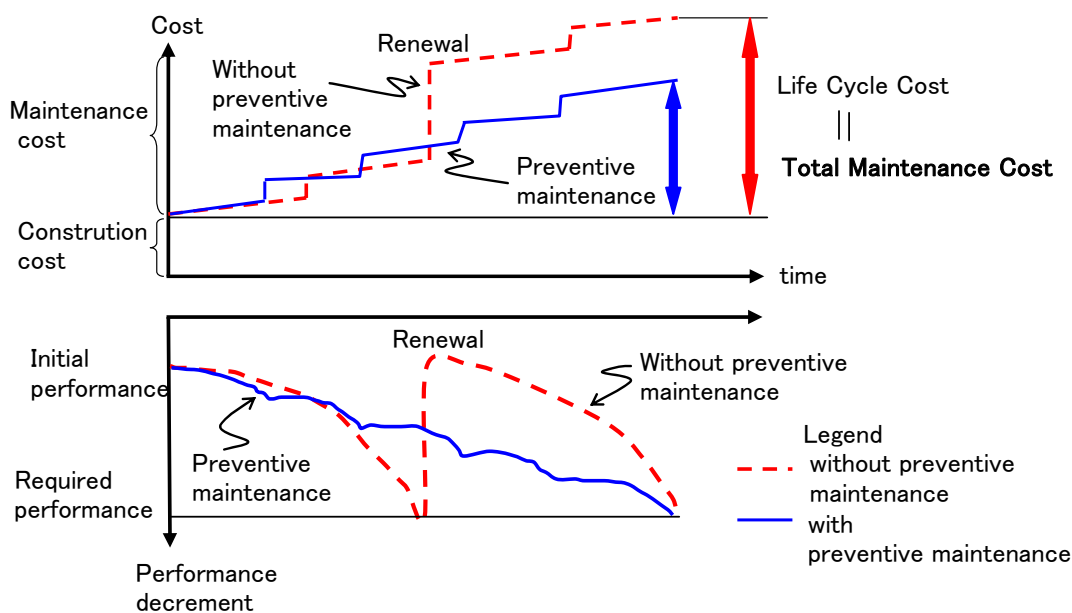 Cost
Renewal
Without
preventive
maintenance
Maintenance
cost
Life Cycle Cost
||
Total Maintenance Cost
Preventive
maintenance
Constrution
cost
time
Renewal
Initial
performance
Without preventive
maintenance
Preventive
maintenance
Required
performance
Legend
without preventive
maintenance
with
preventive maintenance
Performance
decrement